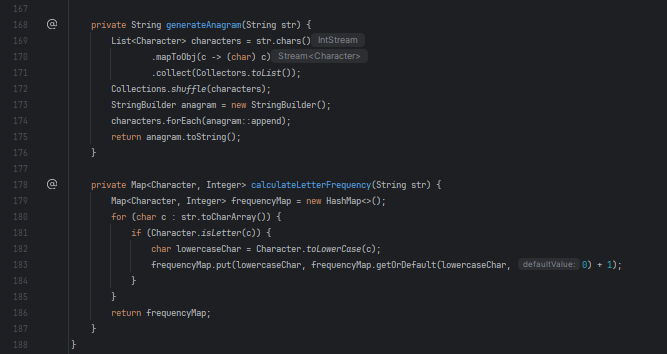 167
168 @ private String generateAnagram(String str) {
169 List<Character> characters = str.chars() IntStream
170 .mapToObj(c -> (char) c) Stream<Character>
171 .collect(Collectors.toList());
172 Collections.shuffle(characters);
173 StringBuilder anagram = new StringBuilder();
174 characters.forEach(anagram::append);
175 return anagram.toString();
176 }
177
178 @ private Map<Character, Integer> calculateLetterFrequency(String str) {
179 Map<Character, Integer> frequencyMap = new HashMap<>();
180 for (char c : str.toCharArray()) {
181 if (Character.isLetter(c)) {
182 char lowercaseChar = Character.toLowerCase(c);
183 frequencyMap.put(lowercaseChar, frequencyMap.getOrDefault(lowercaseChar, defaultValue: 0) + 1);
184 }
185 }
186 return frequencyMap;
187 }
188 }